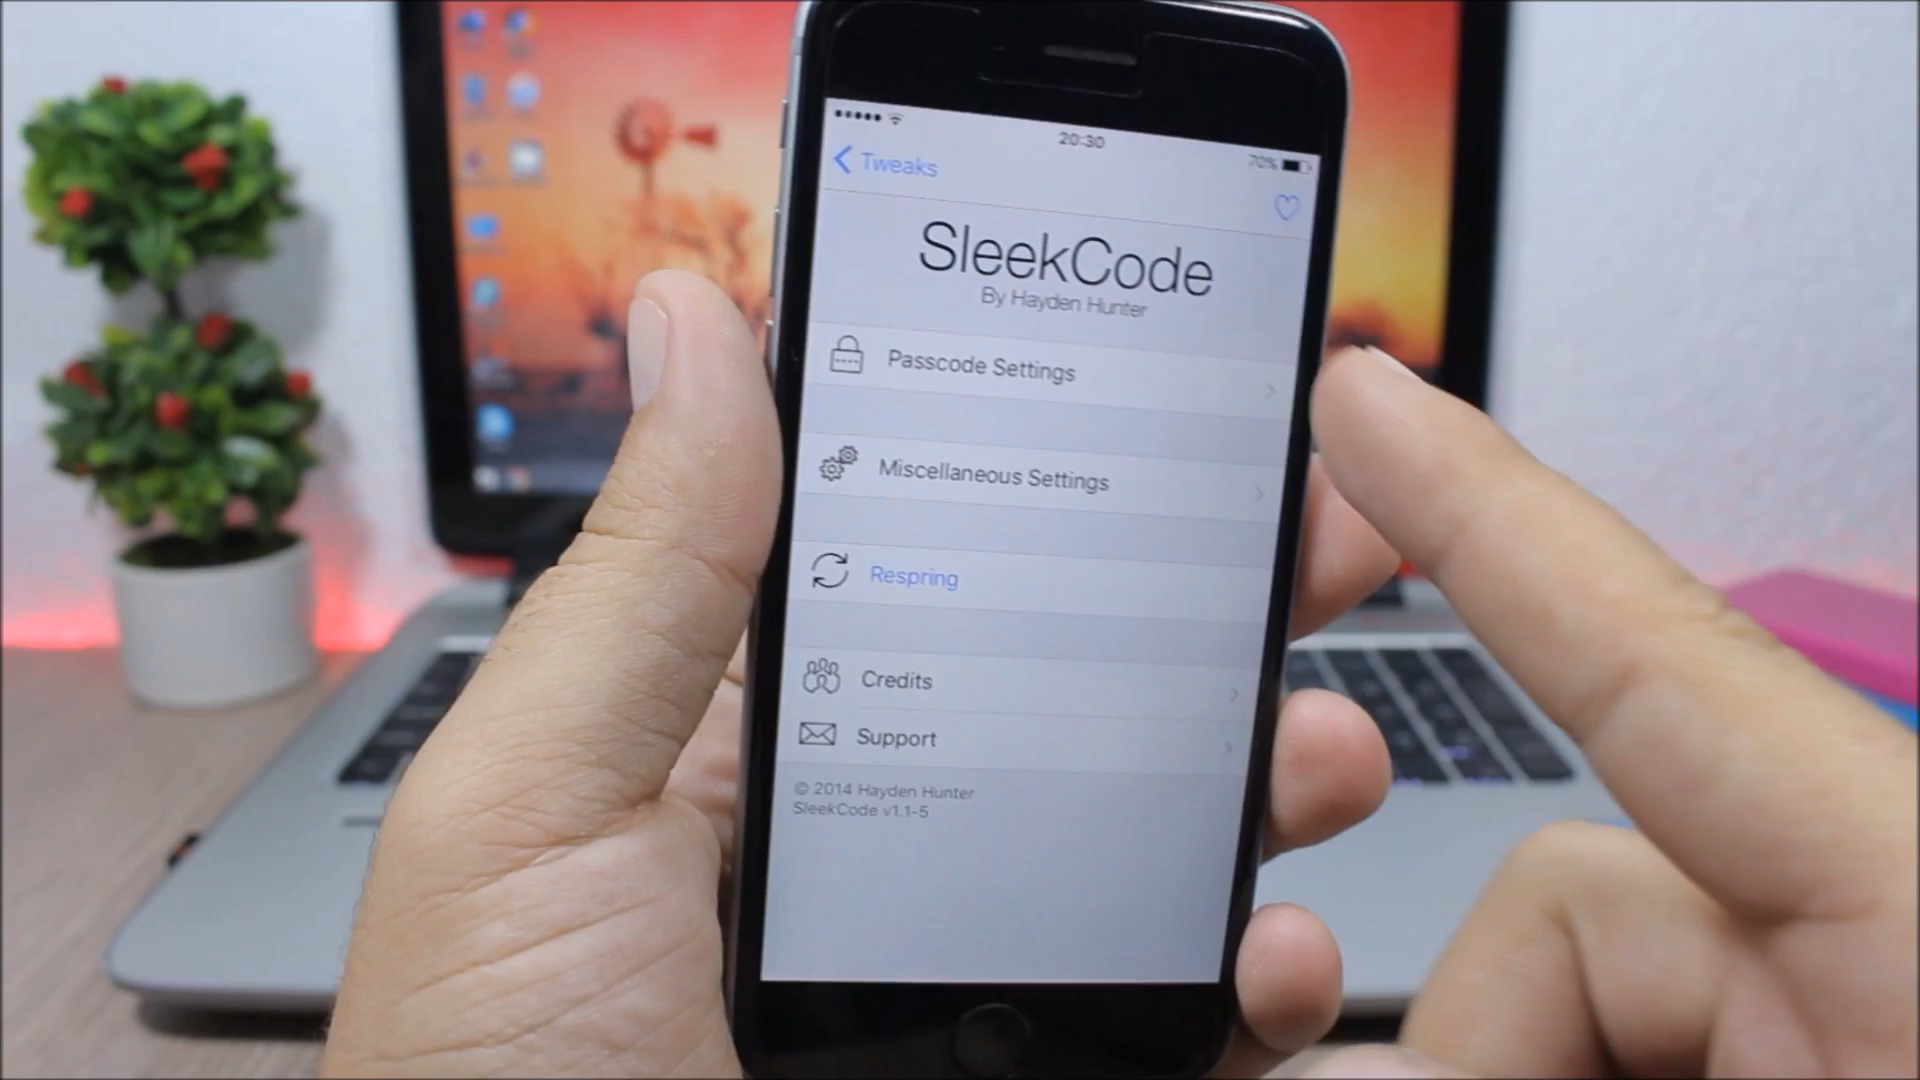 20:30
70%
Tweaks
SleekCode
By Hayden Hunter
Passcode Settings
Miscellaneous Settings
Respring
Credits
Support
© 2014 Hayden Hunter
SleekCode v1.1-5